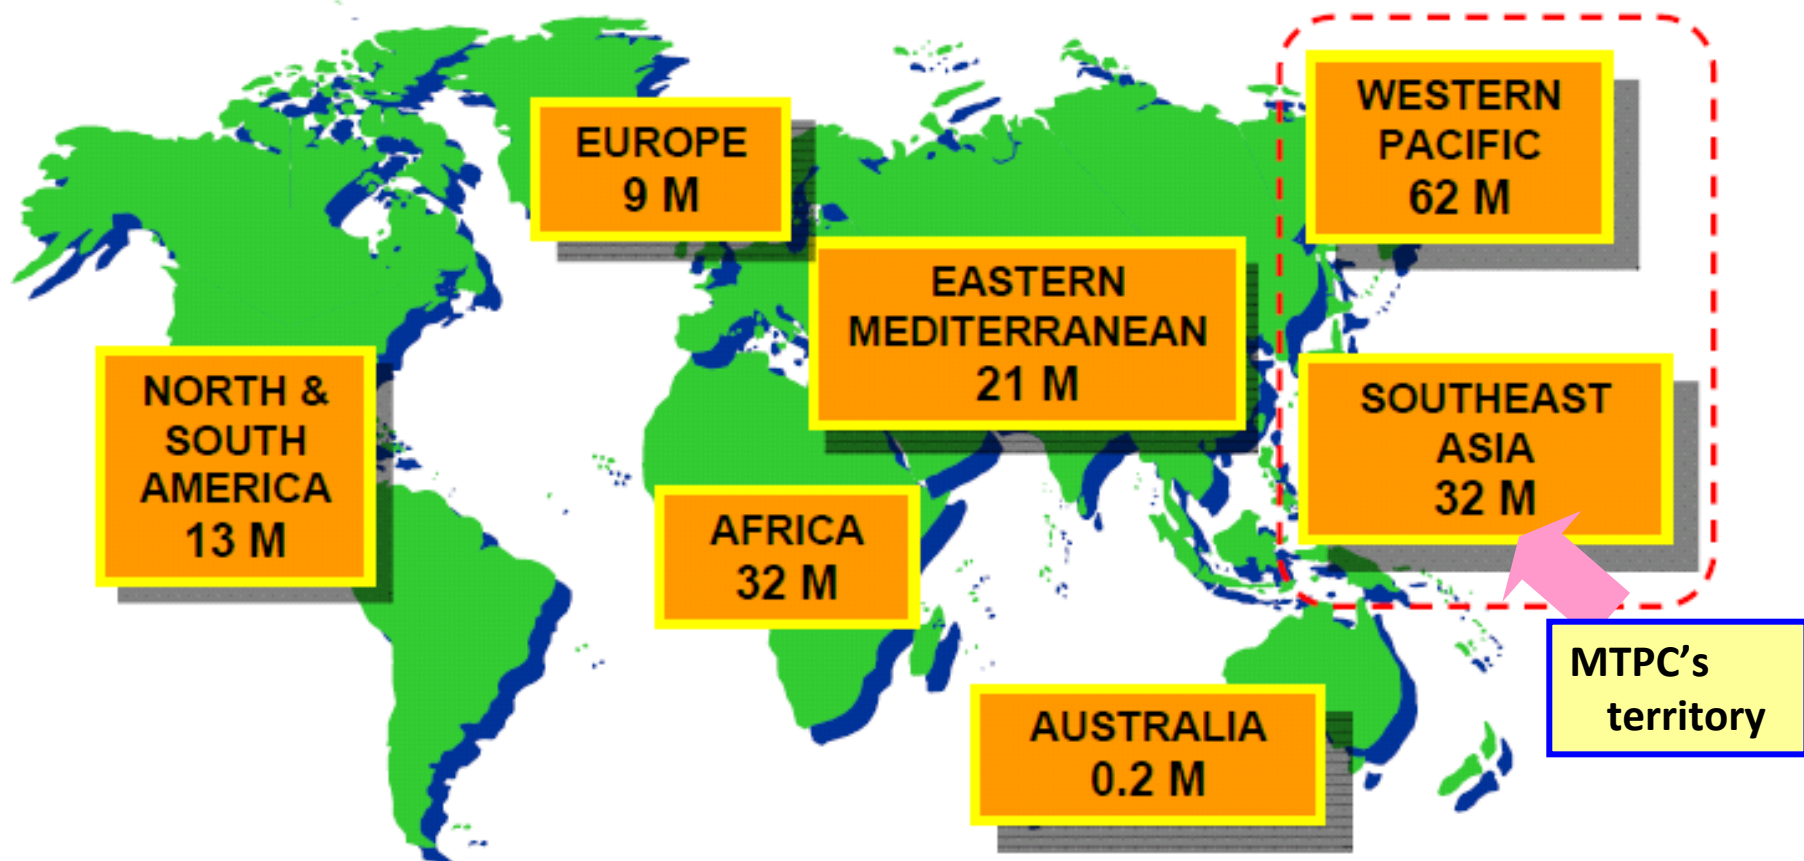 EUROPE
9 M
WESTERN
PACIFIC
62 M
EASTERN
MEDITERRANEAN
21 M
NORTH &
SOUTH
AMERICA
13 M
SOUTHEAST
ASIA
32 M
AFRICA
32 M
MTPC’s
territory
AUSTRALIA
0.2 M